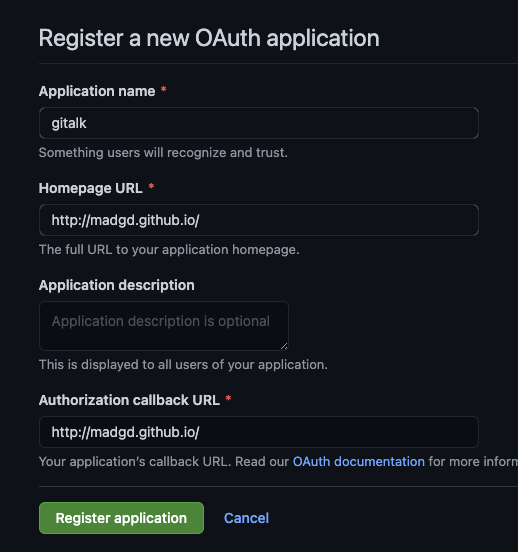 Register a new OAuth application
Application name *
gitalk
Something users will recognize and trust.
Homepage URL *
http://madgd.github.io/
The full URL to your application homepage.
Application description
Application description is optional
This is displayed to all users of your application.
Authorization callback URL *
http://madgd.github.io/
Your application's callback URL. Read our OAuth documentation for more inform
Register application Cancel